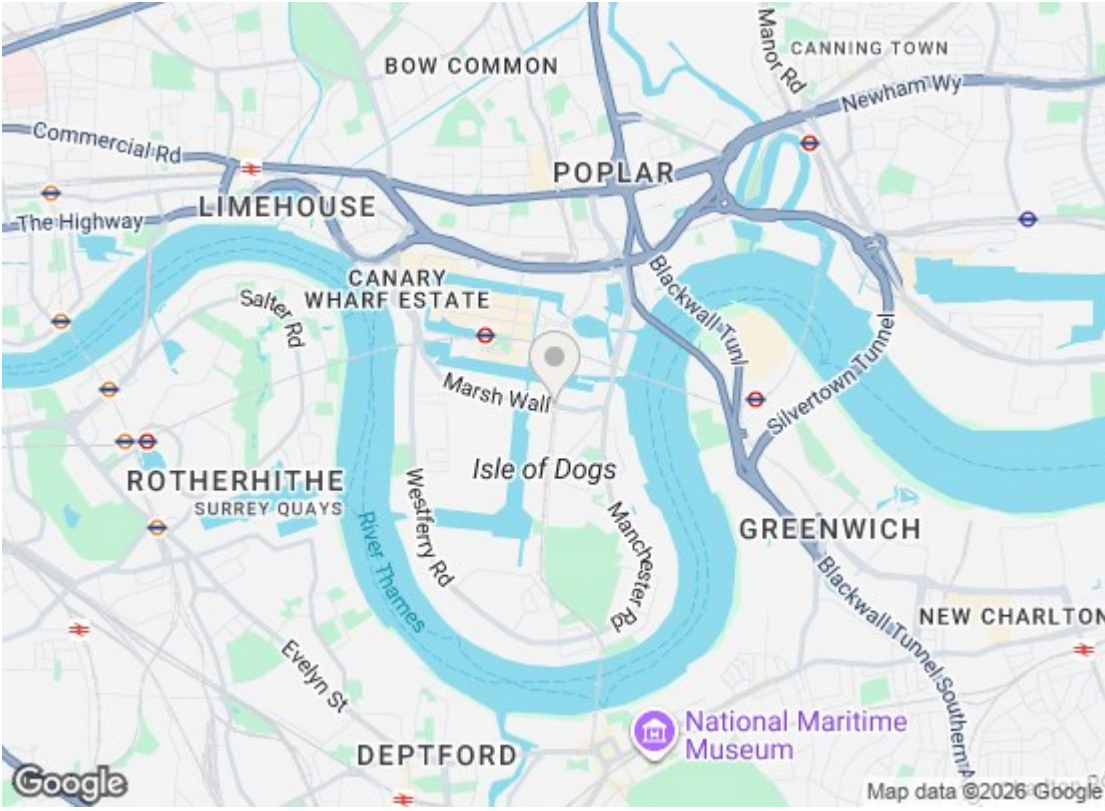 Manor Rd
CANNING TOWN
BOW COMMON
Newham Wy
Commercial Rd
POPLAR
LIMEHOUSE
The Highway
CANARY
WHARF ESTATE
Blackwall Tunl
Salter Rd
Silvertown Tunnel
Marsh Wall
Isle of Dogs
ROTHERHITHE
SURREY QUAYS
Westferry Rd
River Thames
Manchester Rd
GREENWICH
Blackwall Tunnel Southern A
NEW CHARLTON
Evelyn St
National Maritime
Museum
DEPTFORD
Google
Map data ©2026 Google